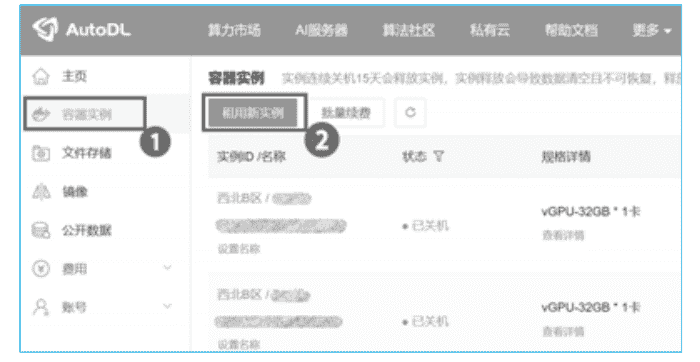 AutoDL 算力市场 AI服务器 算法社区 私有云 帮助文档 更多
主页
容器实例
文件存储
镜像
公开数据
费用
账号
容器实例 实例连续关机15天会释放实例，实例释放会导致数据清空且不可恢复，释
租用新实例 批量续费
1
2
实例ID /名称 状态 规格详情
西北B区 /
设置名称
已关机
vGPU-32GB * 1卡
查看详情
西北B区 /
设置名称
已关机
vGPU-32GB * 1卡
查看详情